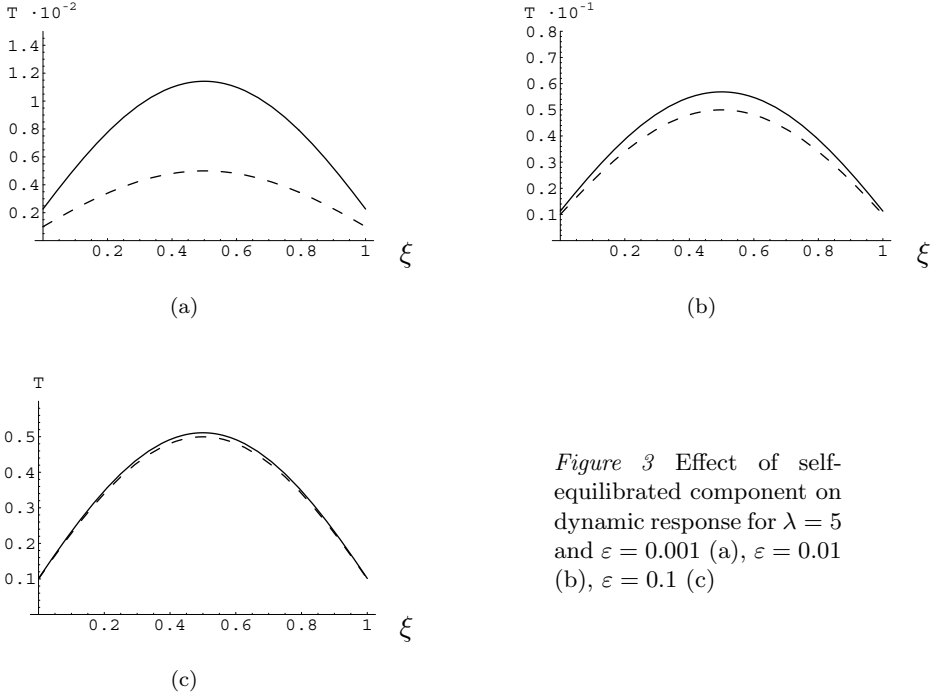 T ·10-2
1.4
1.2
1
0.8
0.6
0.4
0.2
0.2 0.4 0.6 0.8 1
ξ
(a)
T ·10-1
0.8
0.7
0.6
0.5
0.4
0.3
0.2
0.1
0.2 0.4 0.6 0.8 1
ξ
(b)
T
0.5
0.4
0.3
0.2
0.1
0.2 0.4 0.6 0.8 1
ξ
(c)
Figure 3 Effect of self-
equilibrated component on
dynamic response for λ = 5
and ε = 0.001 (a), ε = 0.01
(b), ε = 0.1 (c)